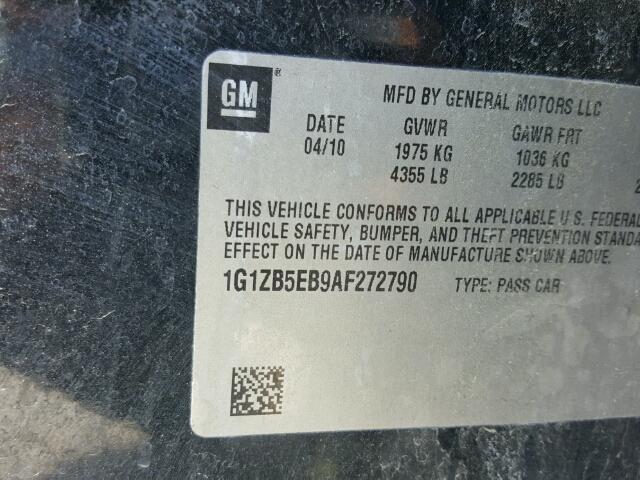 GM ®
MFD BY GENERAL MOTORS LLC
DATE GVWR GAWR FRT
04/10 1975 KG 1036 KG
4355 LB 2285 LB
THIS VEHICLE CONFORMS TO ALL APPLICABLE U.S. FEDERAL
VEHICLE SAFETY, BUMPER, AND THEFT PREVENTION STANDA
EFFECT ON THE DATE OF MANUFACTURE SHOWN ABOVE.
1G1ZB5EB9AF272790 TYPE: PASS CAR